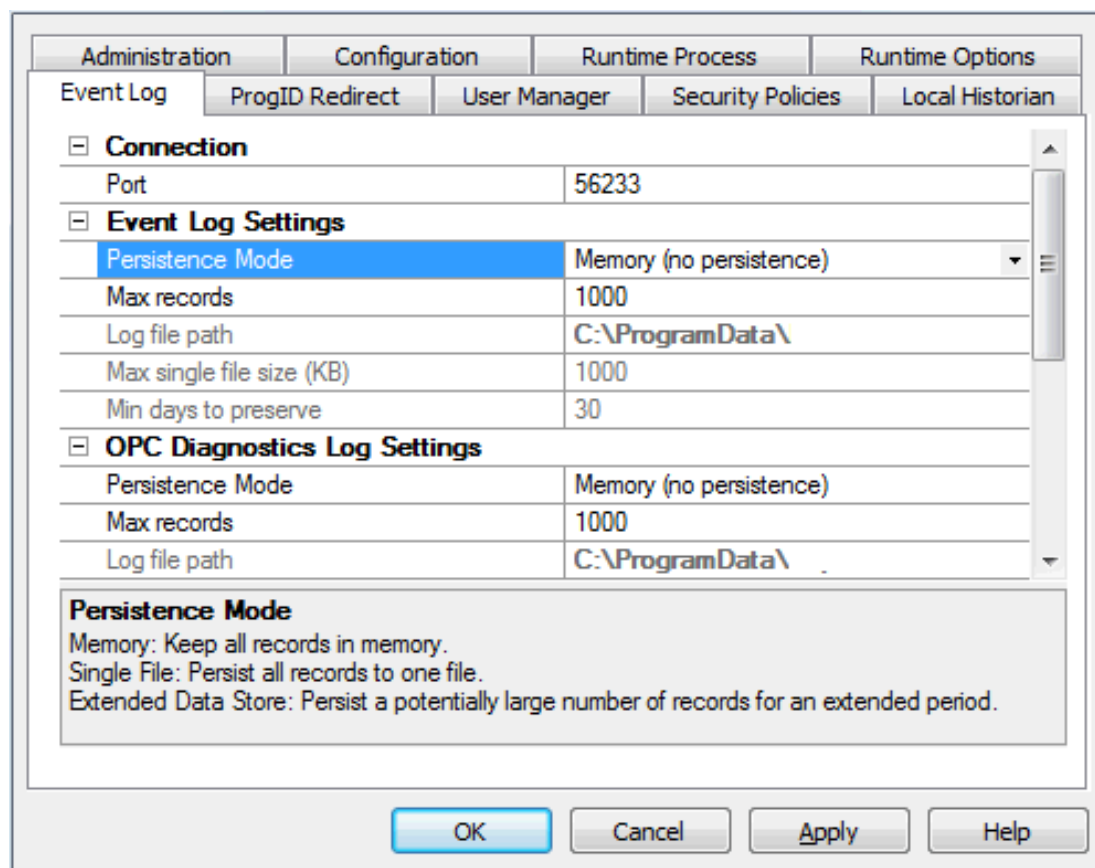 Administration Configuration Runtime Process Runtime Options
Event Log ProgID Redirect User Manager Security Policies Local Historian
Connection
Port 56233
Event Log Settings
Persistence Mode Memory (no persistence)
Max records 1000
Log file path C:\ProgramData\
Max single file size (KB) 1000
Min days to preserve 30
OPC Diagnostics Log Settings
Persistence Mode Memory (no persistence)
Max records 1000
Log file path C:\ProgramData\
Persistence Mode
Memory: Keep all records in memory.
Single File: Persist all records to one file.
Extended Data Store: Persist a potentially large number of records for an extended period.
OK Cancel Apply Help